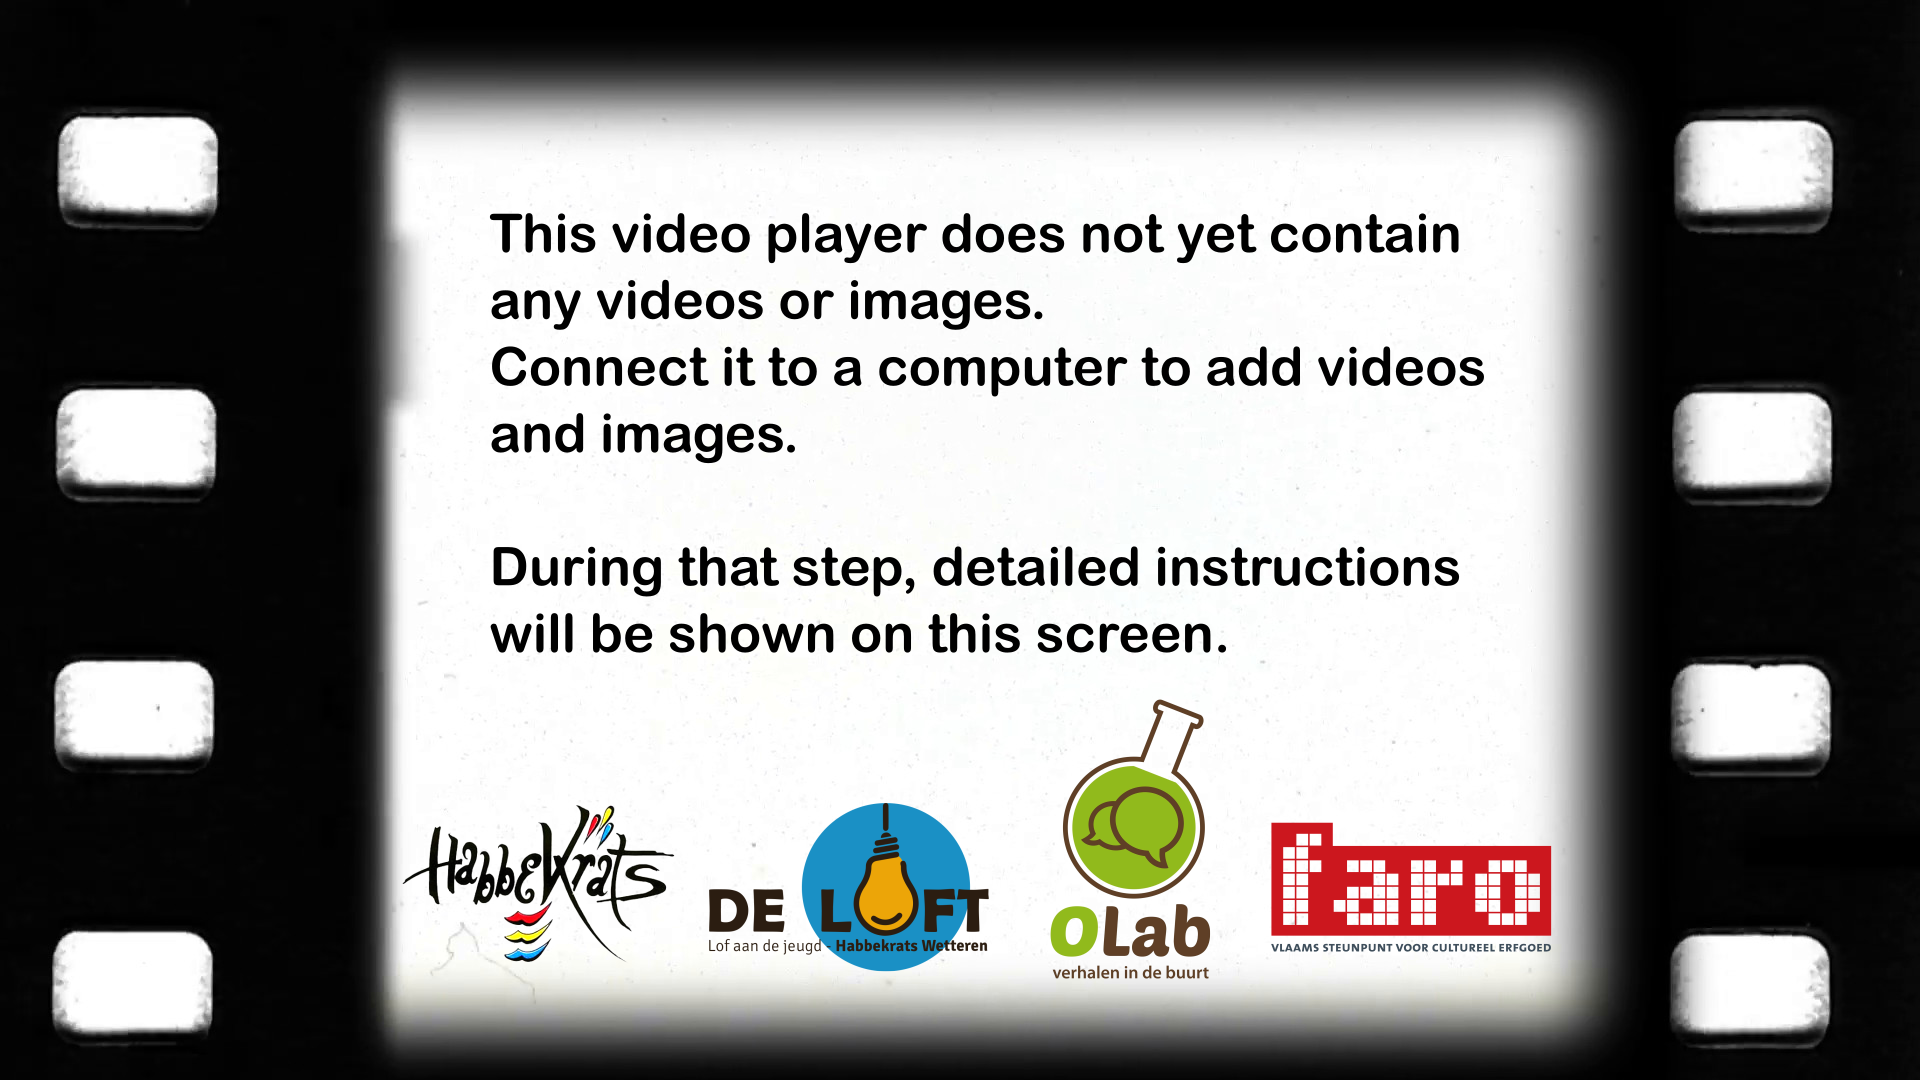 This video player does not yet contain
any videos or images.
Connect it to a computer to add videos
and images.
During that step, detailed instructions
will be shown on this screen.
HabbeKrats
DE LOFT
Lof aan de jeugd - Habbekrats Wetteren
OLab
verhalen in de buurt
faro
VLAAMS STEUNPUNT VOOR CULTUREEL ERFGOED